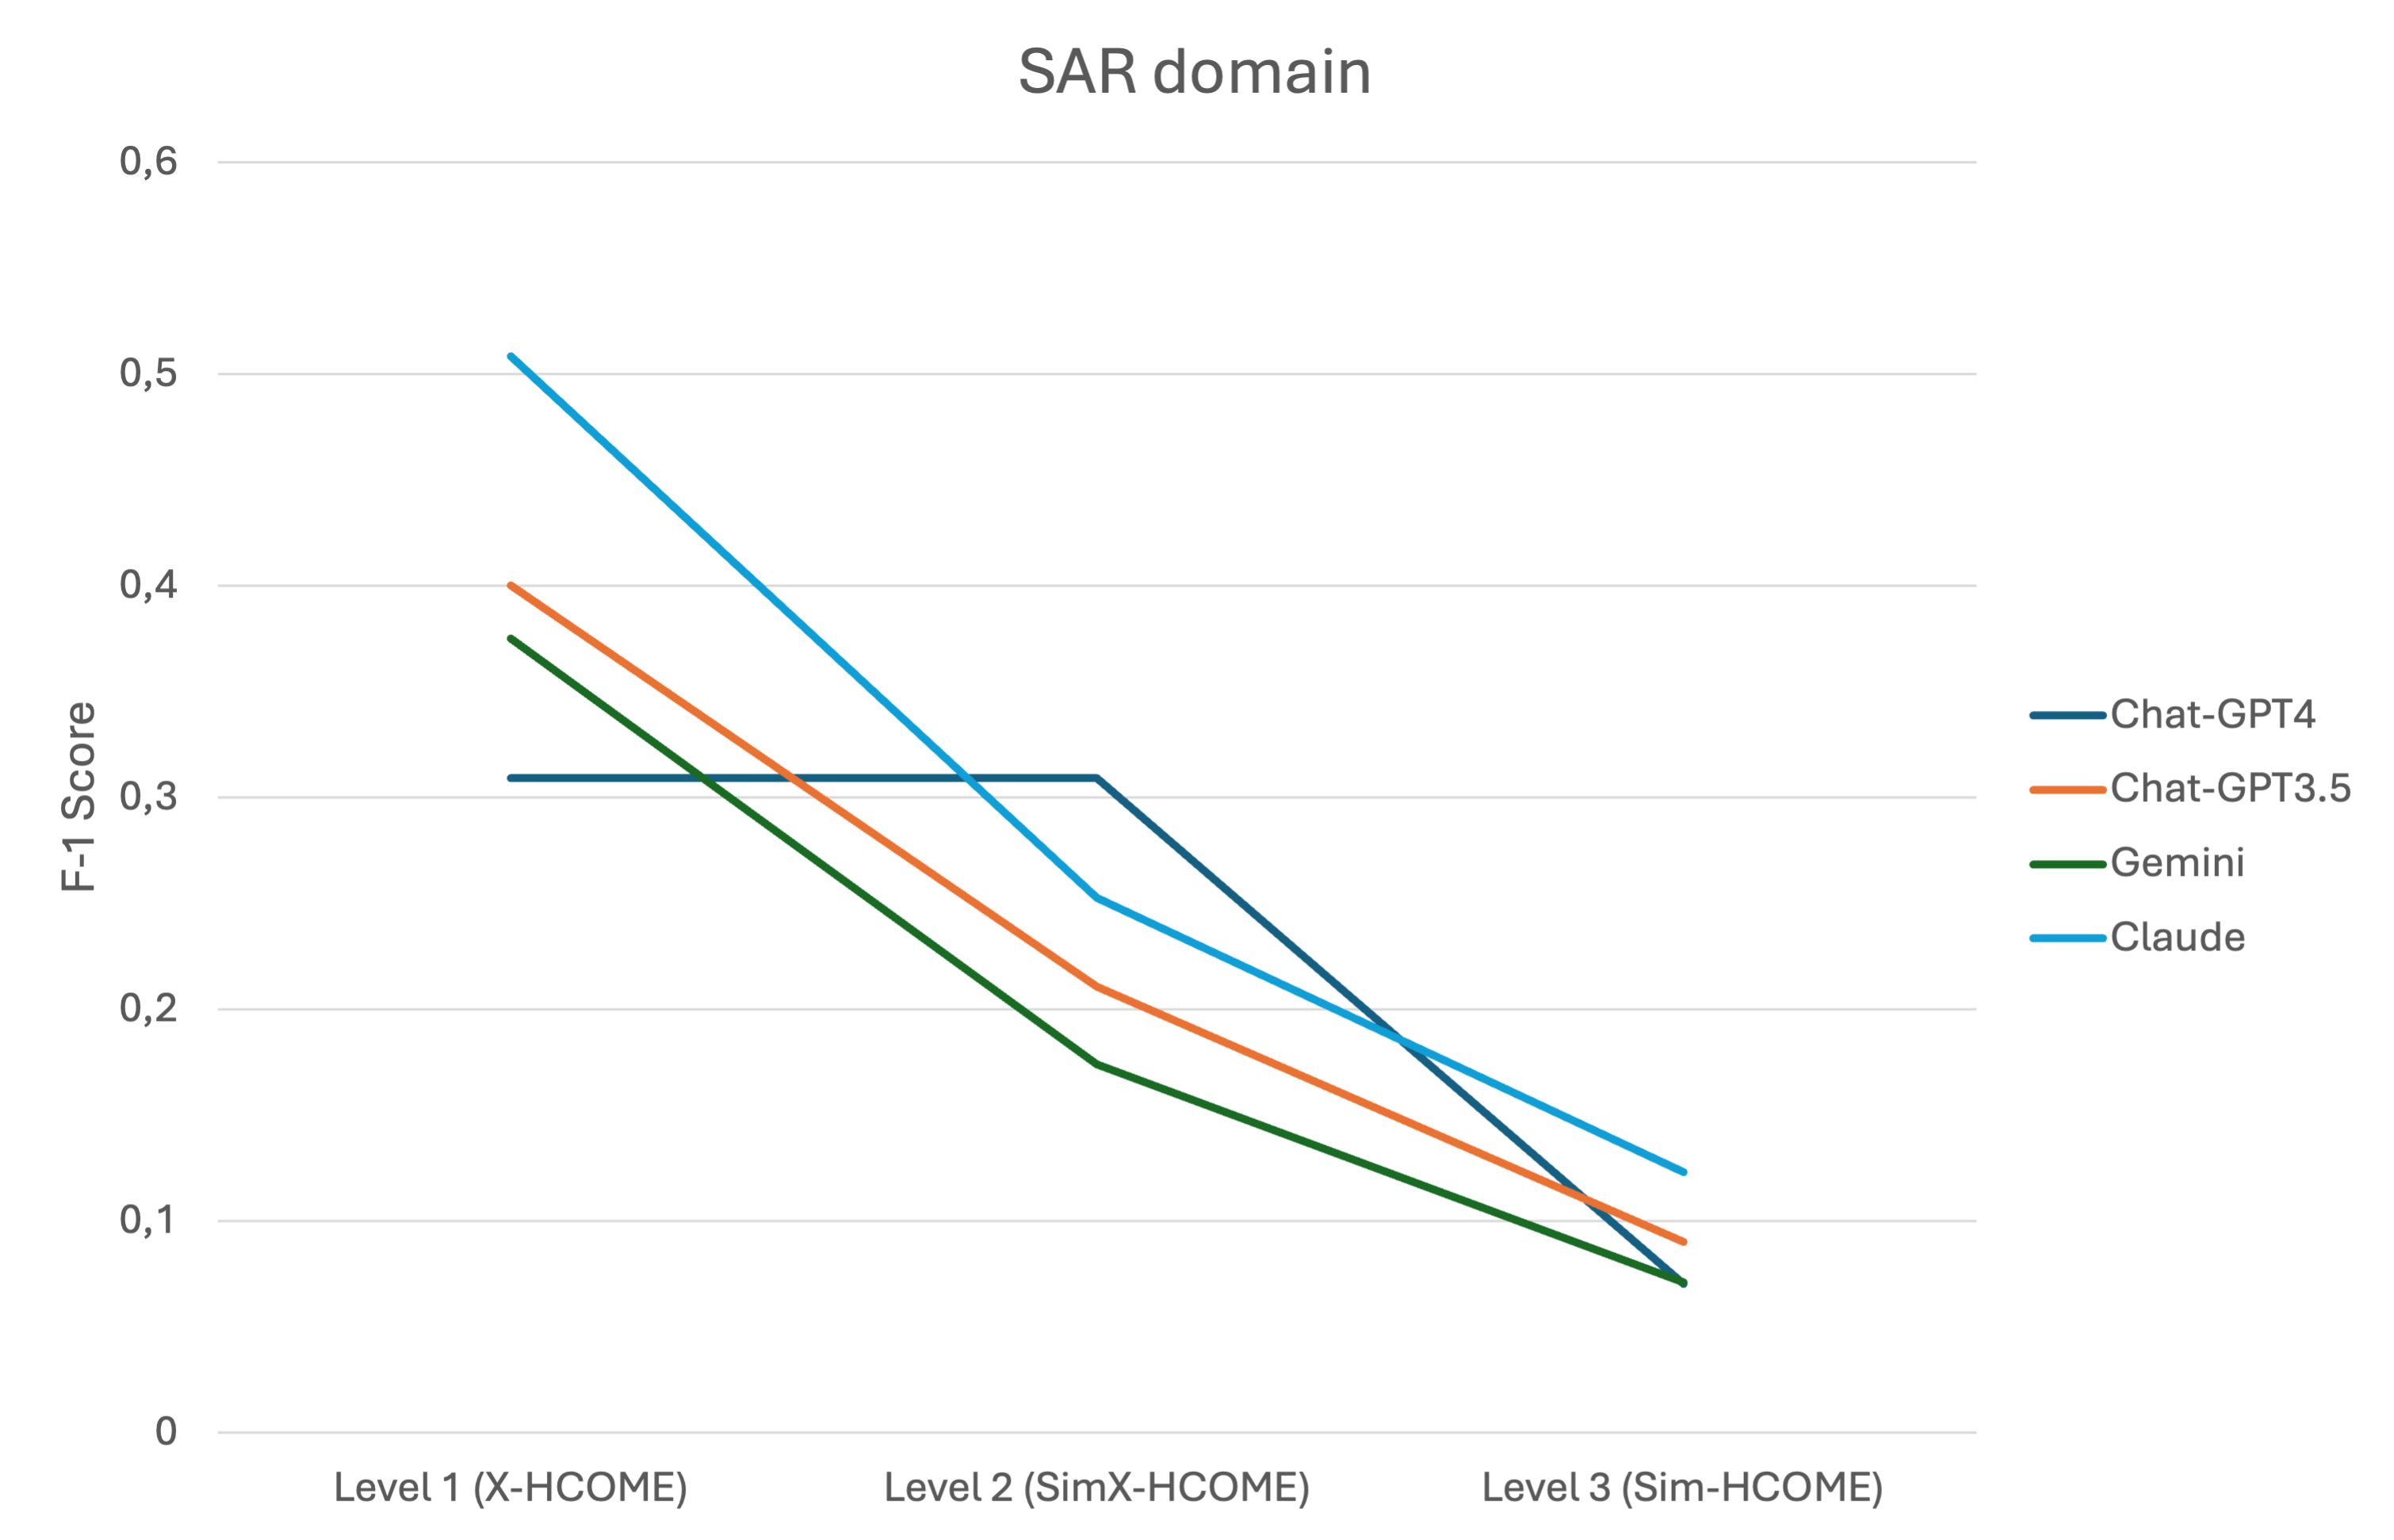 SAR domain
0,6
0,5
0,4
0,3
0,2
0,1
0
F-1 Score
Level 1 (X-HCOME)
Level 2 (SimX-HCOME)
Level 3 (Sim-HCOME)
Chat-GPT4
Chat-GPT3.5
Gemini
Claude